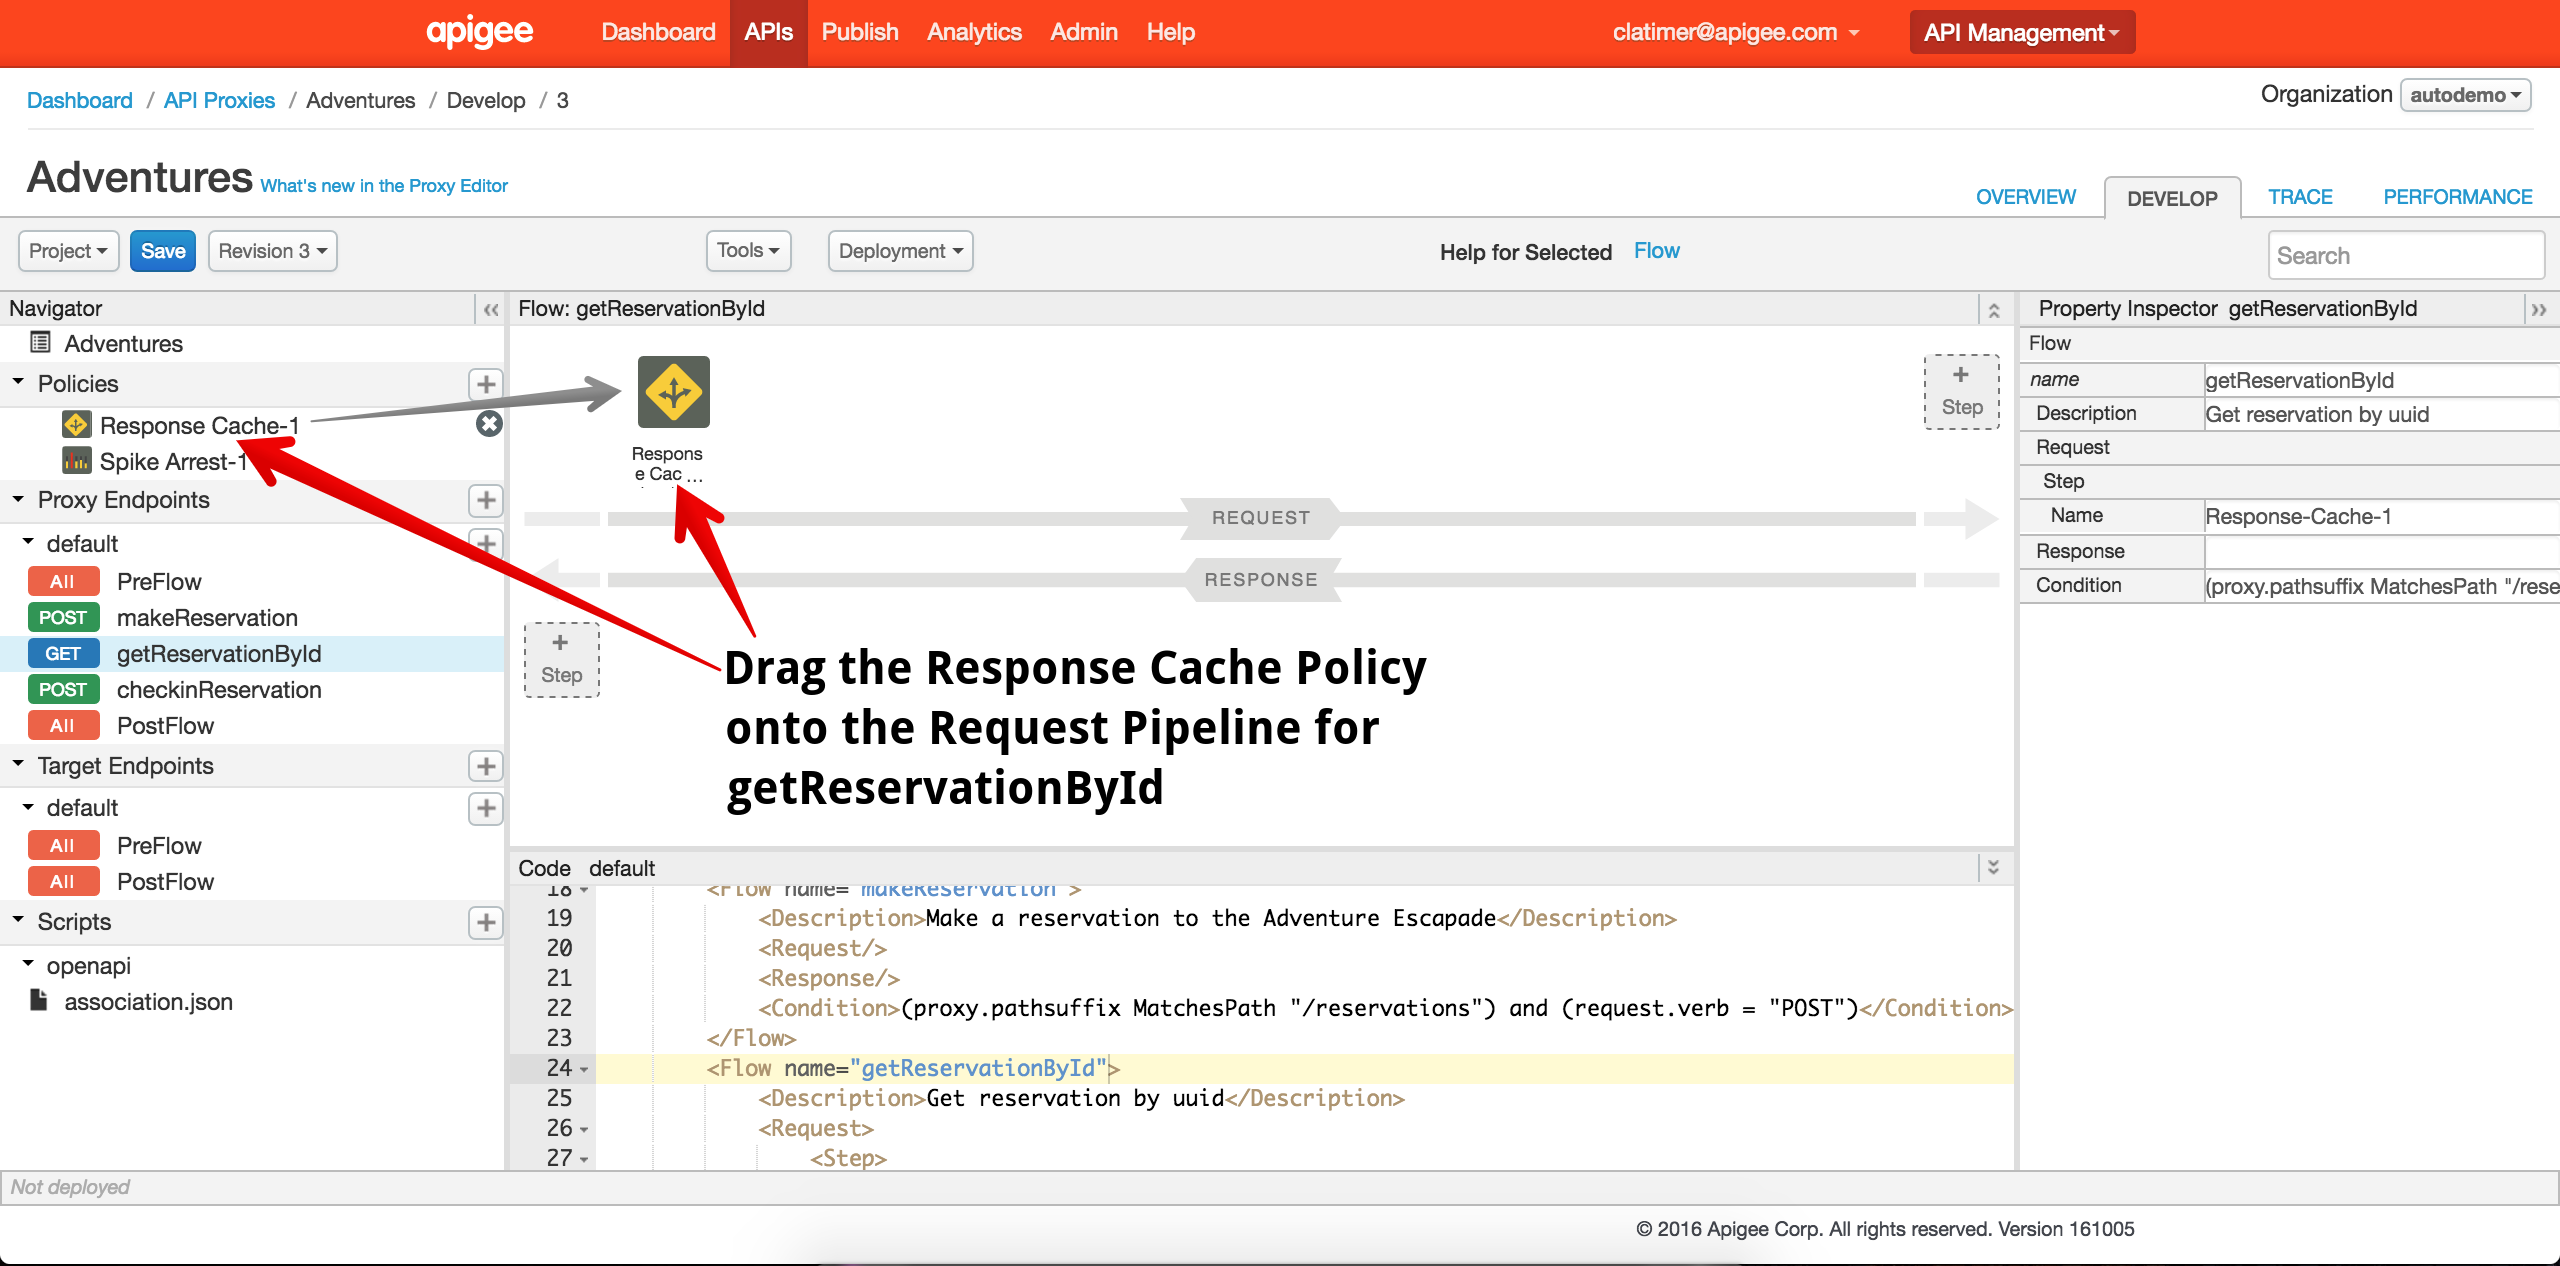 apigee
Dashboard APIs Publish Analytics Admin Help
clatimer@apigee.com
API Management
Dashboard / API Proxies / Adventures / Develop / 3
Organization autodemo
Adventures What's new in the Proxy Editor
OVERVIEW DEVELOP TRACE PERFORMANCE
Project Save Revision 3 Tools Deployment Help for Selected Flow Search
Navigator
Adventures
Policies
Response Cache-1
Spike Arrest-1
Proxy Endpoints
default
All PreFlow
POST makeReservation
GET getReservationById
POST checkinReservation
All PostFlow
Target Endpoints
default
All PreFlow
All PostFlow
Scripts
openapi
association.json
Flow: getReservationById
Respons
e Cac ...
+
Step
REQUEST
RESPONSE
+
Step
Drag the Response Cache Policy
onto the Request Pipeline for
getReservationById
Code default
18 <Flow name="makeReservation">
19 <Description>Make a reservation to the Adventure Escapade</Description>
20 <Request/>
21 <Response/>
22 <Condition>(proxy.pathsuffix MatchesPath "/reservations") and (request.verb = "POST")</Condition>
23 </Flow>
24 <Flow name="getReservationById">
25 <Description>Get reservation by uuid</Description>
26 <Request>
27 <Step>
Property Inspector getReservationById
Flow
name getReservationById
Description Get reservation by uuid
Request
Step
Name Response-Cache-1
Response
Condition (proxy.pathsuffix MatchesPath "/rese
Not deployed
© 2016 Apigee Corp. All rights reserved. Version 161005